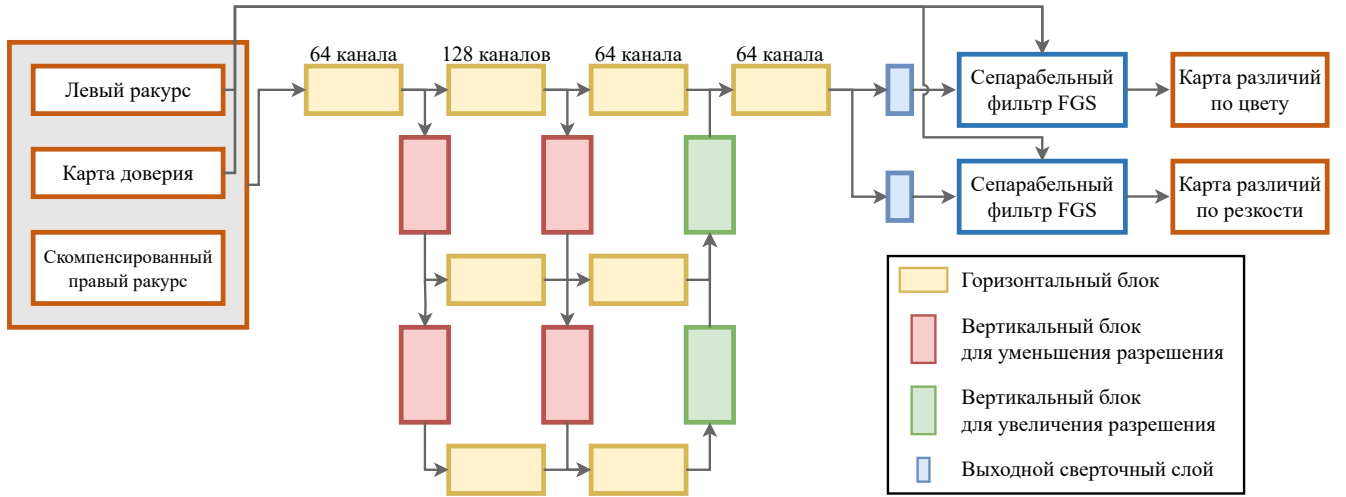 64 канала
128 каналов
64 канала
64 канала
Левый ракурс
Карта доверия
Скомпенсированный
правый ракурс
Сепарабельный
фильтр FGS
Карта различий
по цвету
Сепарабельный
фильтр FGS
Карта различий
по резкости
Горизонтальный блок
Вертикальный блок
для уменьшения разрешения
Вертикальный блок
для увеличения разрешения
Выходной сверточный слой